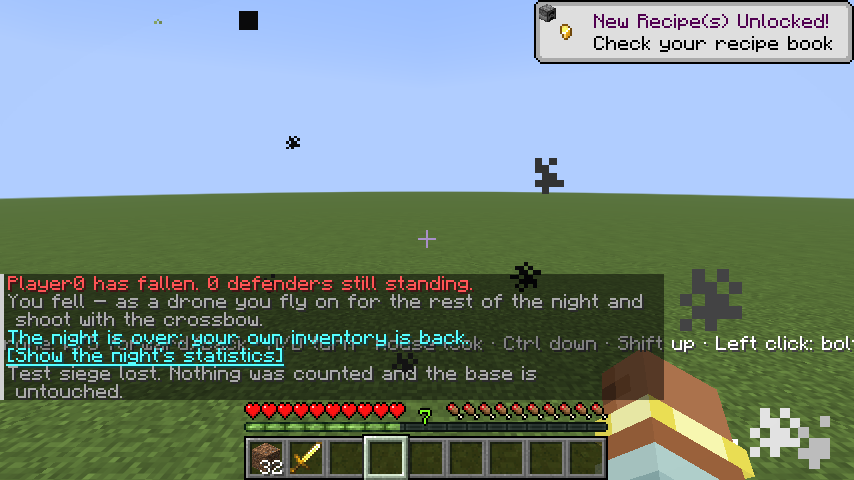 New Recipe(s) Unlocked!
Check your recipe book
Player0 has fallen. 0 defenders still standing.
You fell – as a drone you fly on for the rest of the night and
shoot with the crossbow.
The night is over: your own inventory is back.
look · Ctrl down · Shift up · Left click: bol
[Show the night's statistics]
Test siege lost. Nothing was counted and the base is
untouched.
7
32